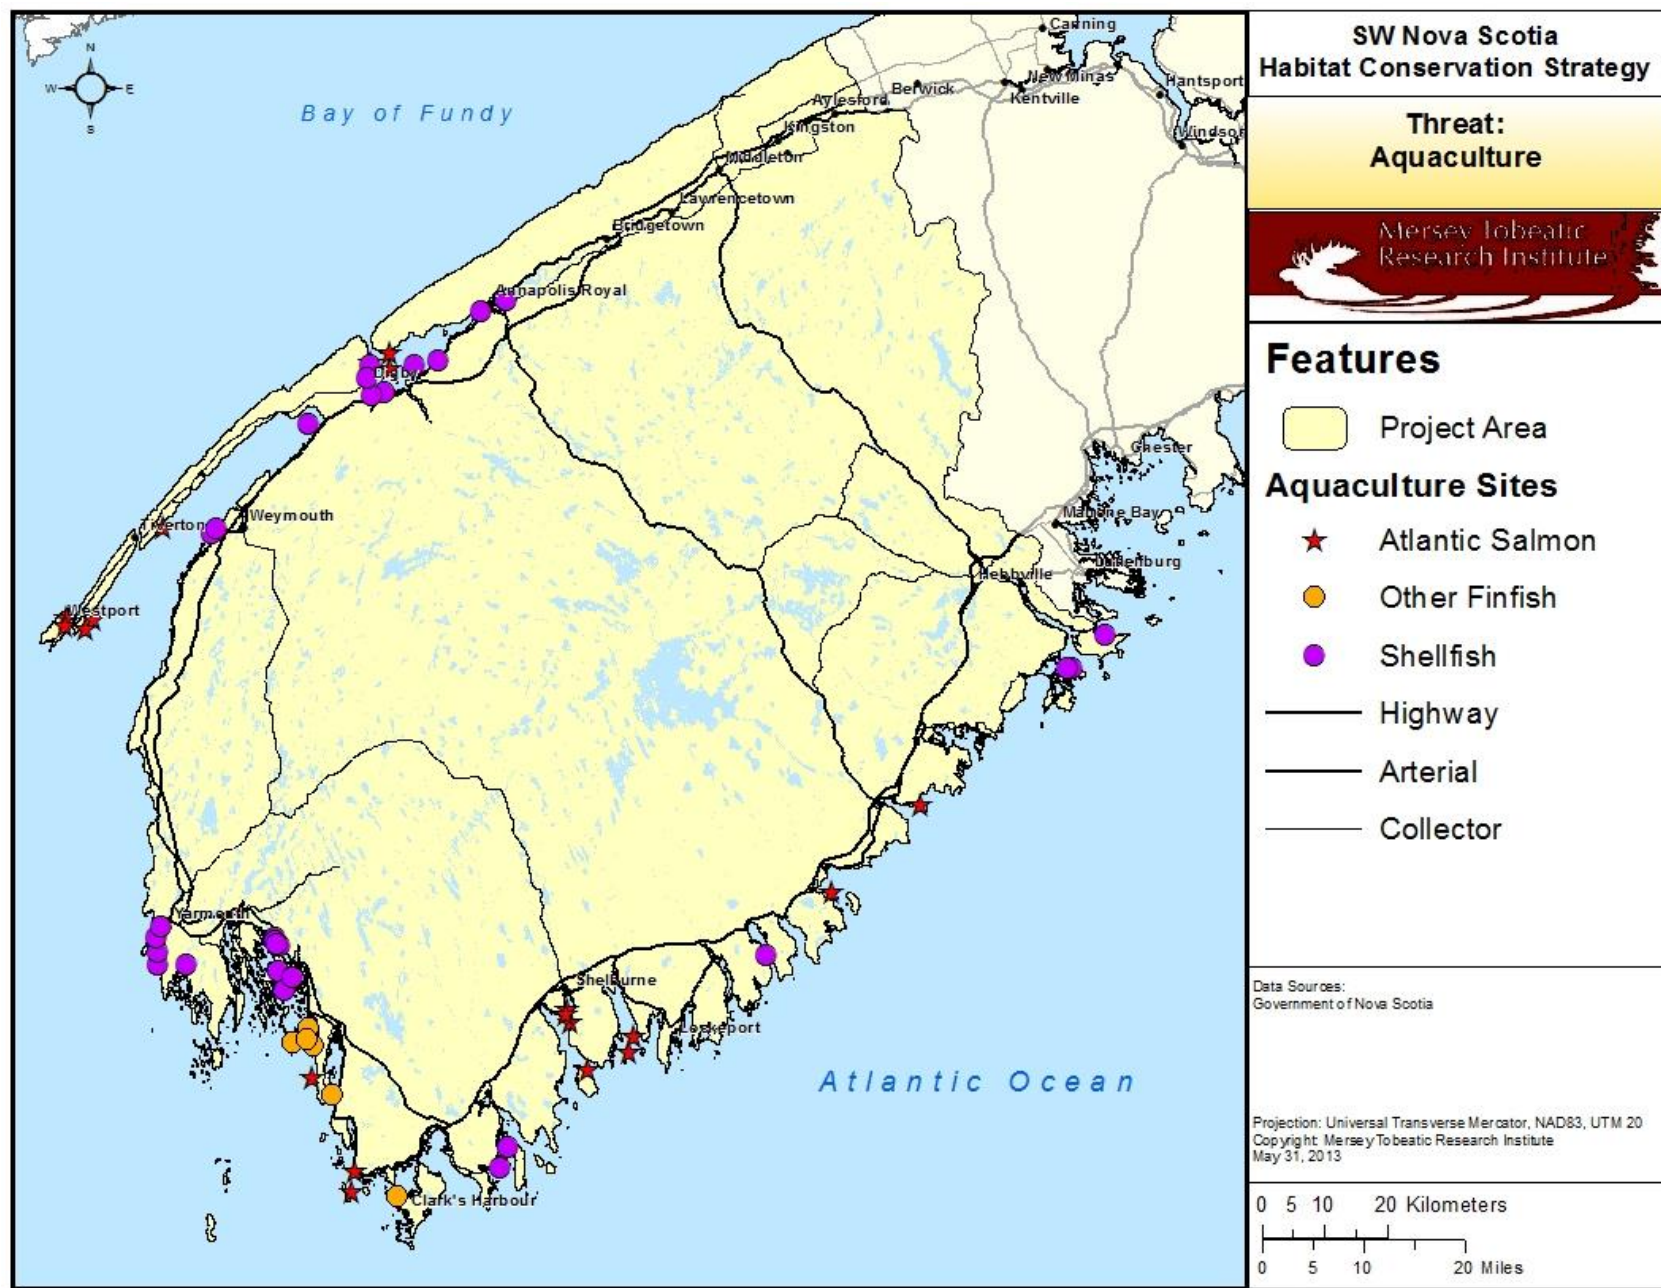 N
W
E
S
Bay of Fundy
Canning
New Minas
Hantsport
Berwick
Kentville
Aylesford
Kingston
Windsor
Middleton
Lawrencetown
Bridgetown
Annapolis Royal
Digby
Chester
Weymouth
Tiverton
Mahone Bay
Lunenburg
Hebbville
Westport
Yarmouth
Shelburne
Lockeport
Atlantic Ocean
Clark's Harbour
SW Nova Scotia
Habitat Conservation Strategy
Threat:
Aquaculture
Mersey Tobeatic
Research Institute
Features
Project Area
Aquaculture Sites
Atlantic Salmon
Other Finfish
Shellfish
Highway
Arterial
Collector
Data Sources:
Government of Nova Scotia
Projection: Universal Transverse Mercator, NAD83, UTM 20
Copyright: Mersey Tobeatic Research Institute
May 31, 2013
0 5 10 20 Kilometers
0 5 10 20 Miles